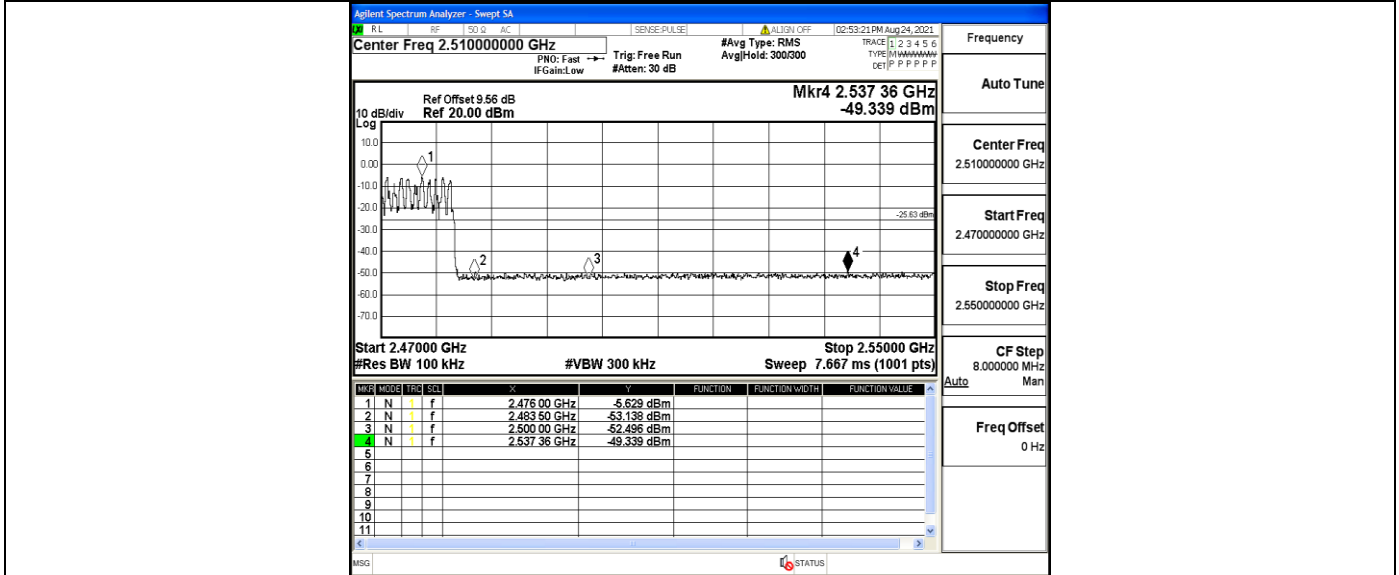 Agilent Spectrum Analyzer - Swept SA
RL RF 50 Ω AC SENSE:PULSE ALIGN OFF 02:53:21 PM Aug 24, 2021
Center Freq 2.510000000 GHz
PNO: Fast
IFGain:Low
Trig: Free Run
#Atten: 30 dB
#Avg Type: RMS
Avg|Hold: 300/300
TRACE 1 2 3 4 5 6
TYPE M
DET P P P P P P
Ref Offset 9.56 dB
10 dB/div Ref 20.00 dBm
Log
Mkr4 2.537 36 GHz
-49.339 dBm
10.0
0.00
-10.0
-20.0
-30.0
-40.0
-50.0
-60.0
-70.0
1
2
3
4
-25.63 dBm
Start 2.47000 GHz Stop 2.55000 GHz
#Res BW 100 kHz #VBW 300 kHz Sweep 7.667 ms (1001 pts)
MKR MODE TRC SCL X Y FUNCTION FUNCTION WIDTH FUNCTION VALUE
1 N 1 f 2.476 00 GHz -5.629 dBm
2 N 1 f 2.483 50 GHz -53.138 dBm
3 N 1 f 2.500 00 GHz -52.496 dBm
4 N 1 f 2.537 36 GHz -49.339 dBm
5
6
7
8
9
10
11
MSG STATUS
Frequency
Auto Tune
Center Freq
2.510000000 GHz
Start Freq
2.470000000 GHz
Stop Freq
2.550000000 GHz
CF Step
8.000000 MHz
Auto Man
Freq Offset
0 Hz